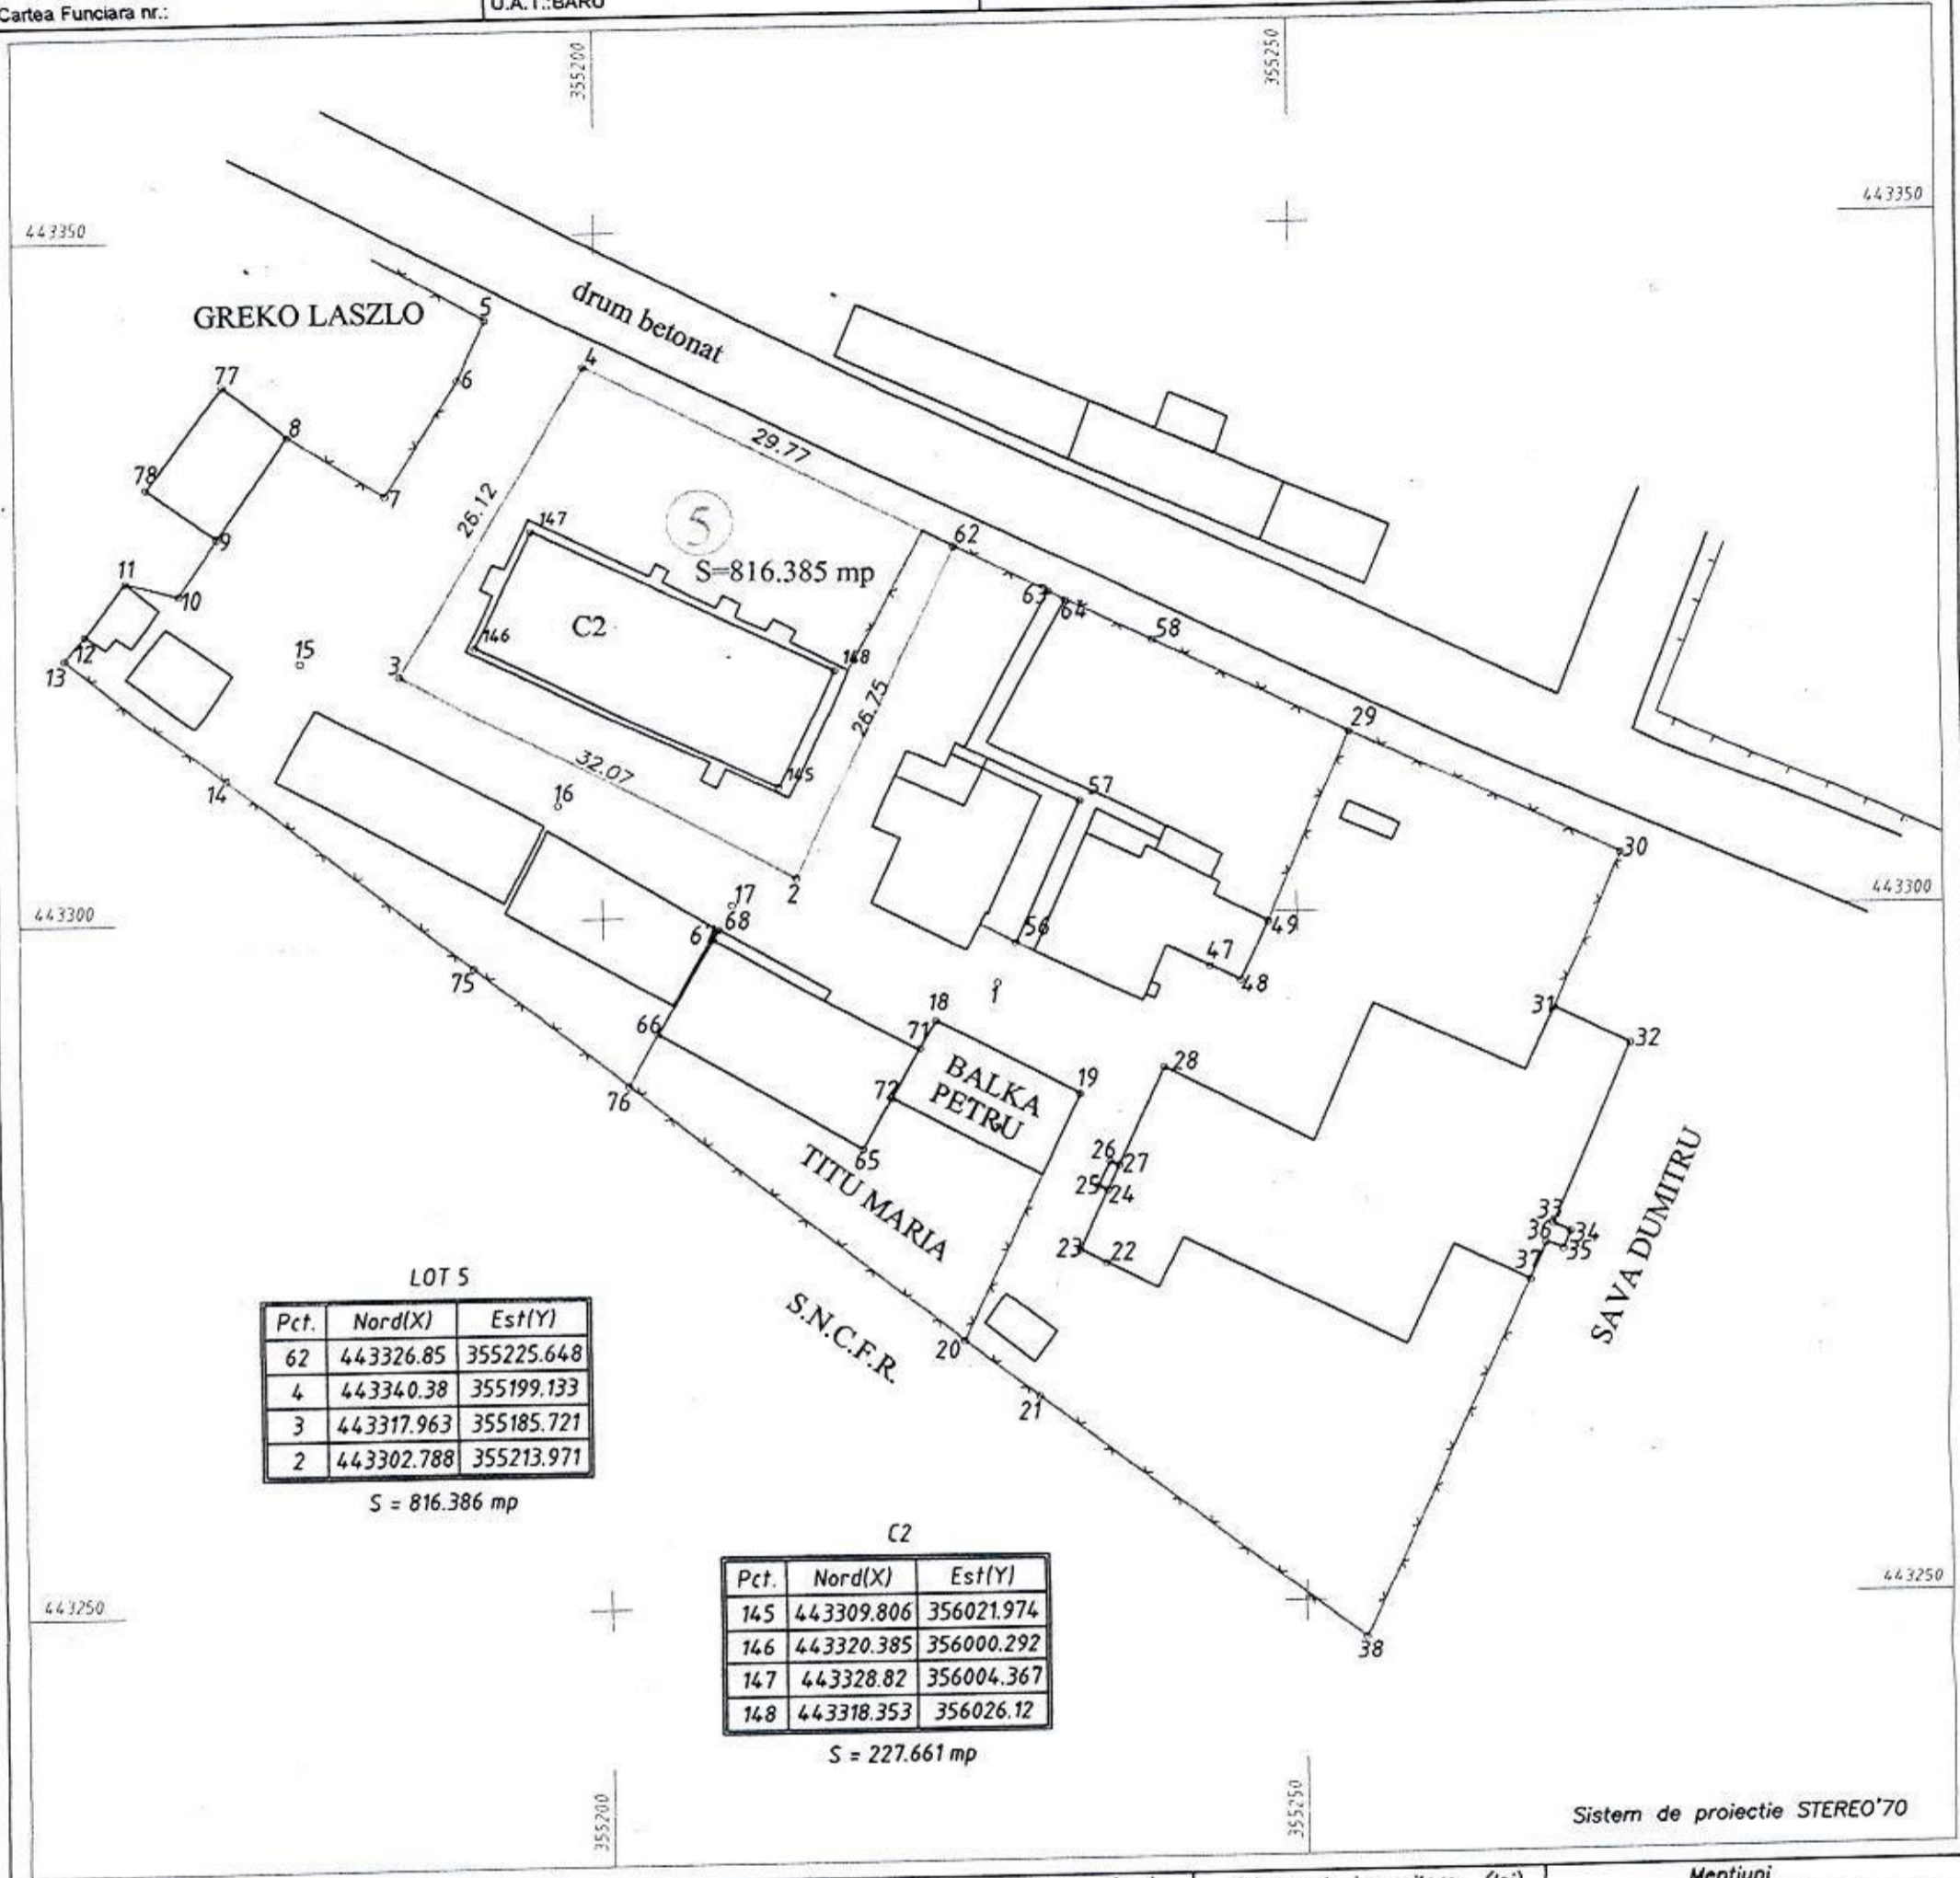 Cartea Funciara nr.:
U.A.T.:BARU
355200
355250
443350
443350
GREKO LASZLO
drum betonat
5
4
6
77
8
29.77
78
7
26.12
147
5
62
9
S=816.385 mp
63
64
11
10
C2
58
146
12
15
148
13
3
26.75
29
32.07
145
14
16
57
30
2
17
443300
443300
68
67
56
49
47
48
75
1
18
31
66
71
32
28
76
72
BALKA
PETRU
19
65
26
27
TITU MARIA
25
24
SAVA DUMITRU
33
34
36
35
23
22
37
S.N.C.F.R.
20
21
LOT 5
Pct. Nord(X) Est(Y)
62 443326.85 355225.648
4 443340.38 355199.133
3 443317.963 355185.721
2 443302.788 355213.971
S = 816.386 mp
C2
Pct. Nord(X) Est(Y)
145 443309.806 356021.974
146 443320.385 356000.292
147 443328.82 356004.367
148 443318.353 356026.12
S = 227.661 mp
443250
443250
38
355200
355250
Sistem de proiectie STEREO'70
Mentiuni